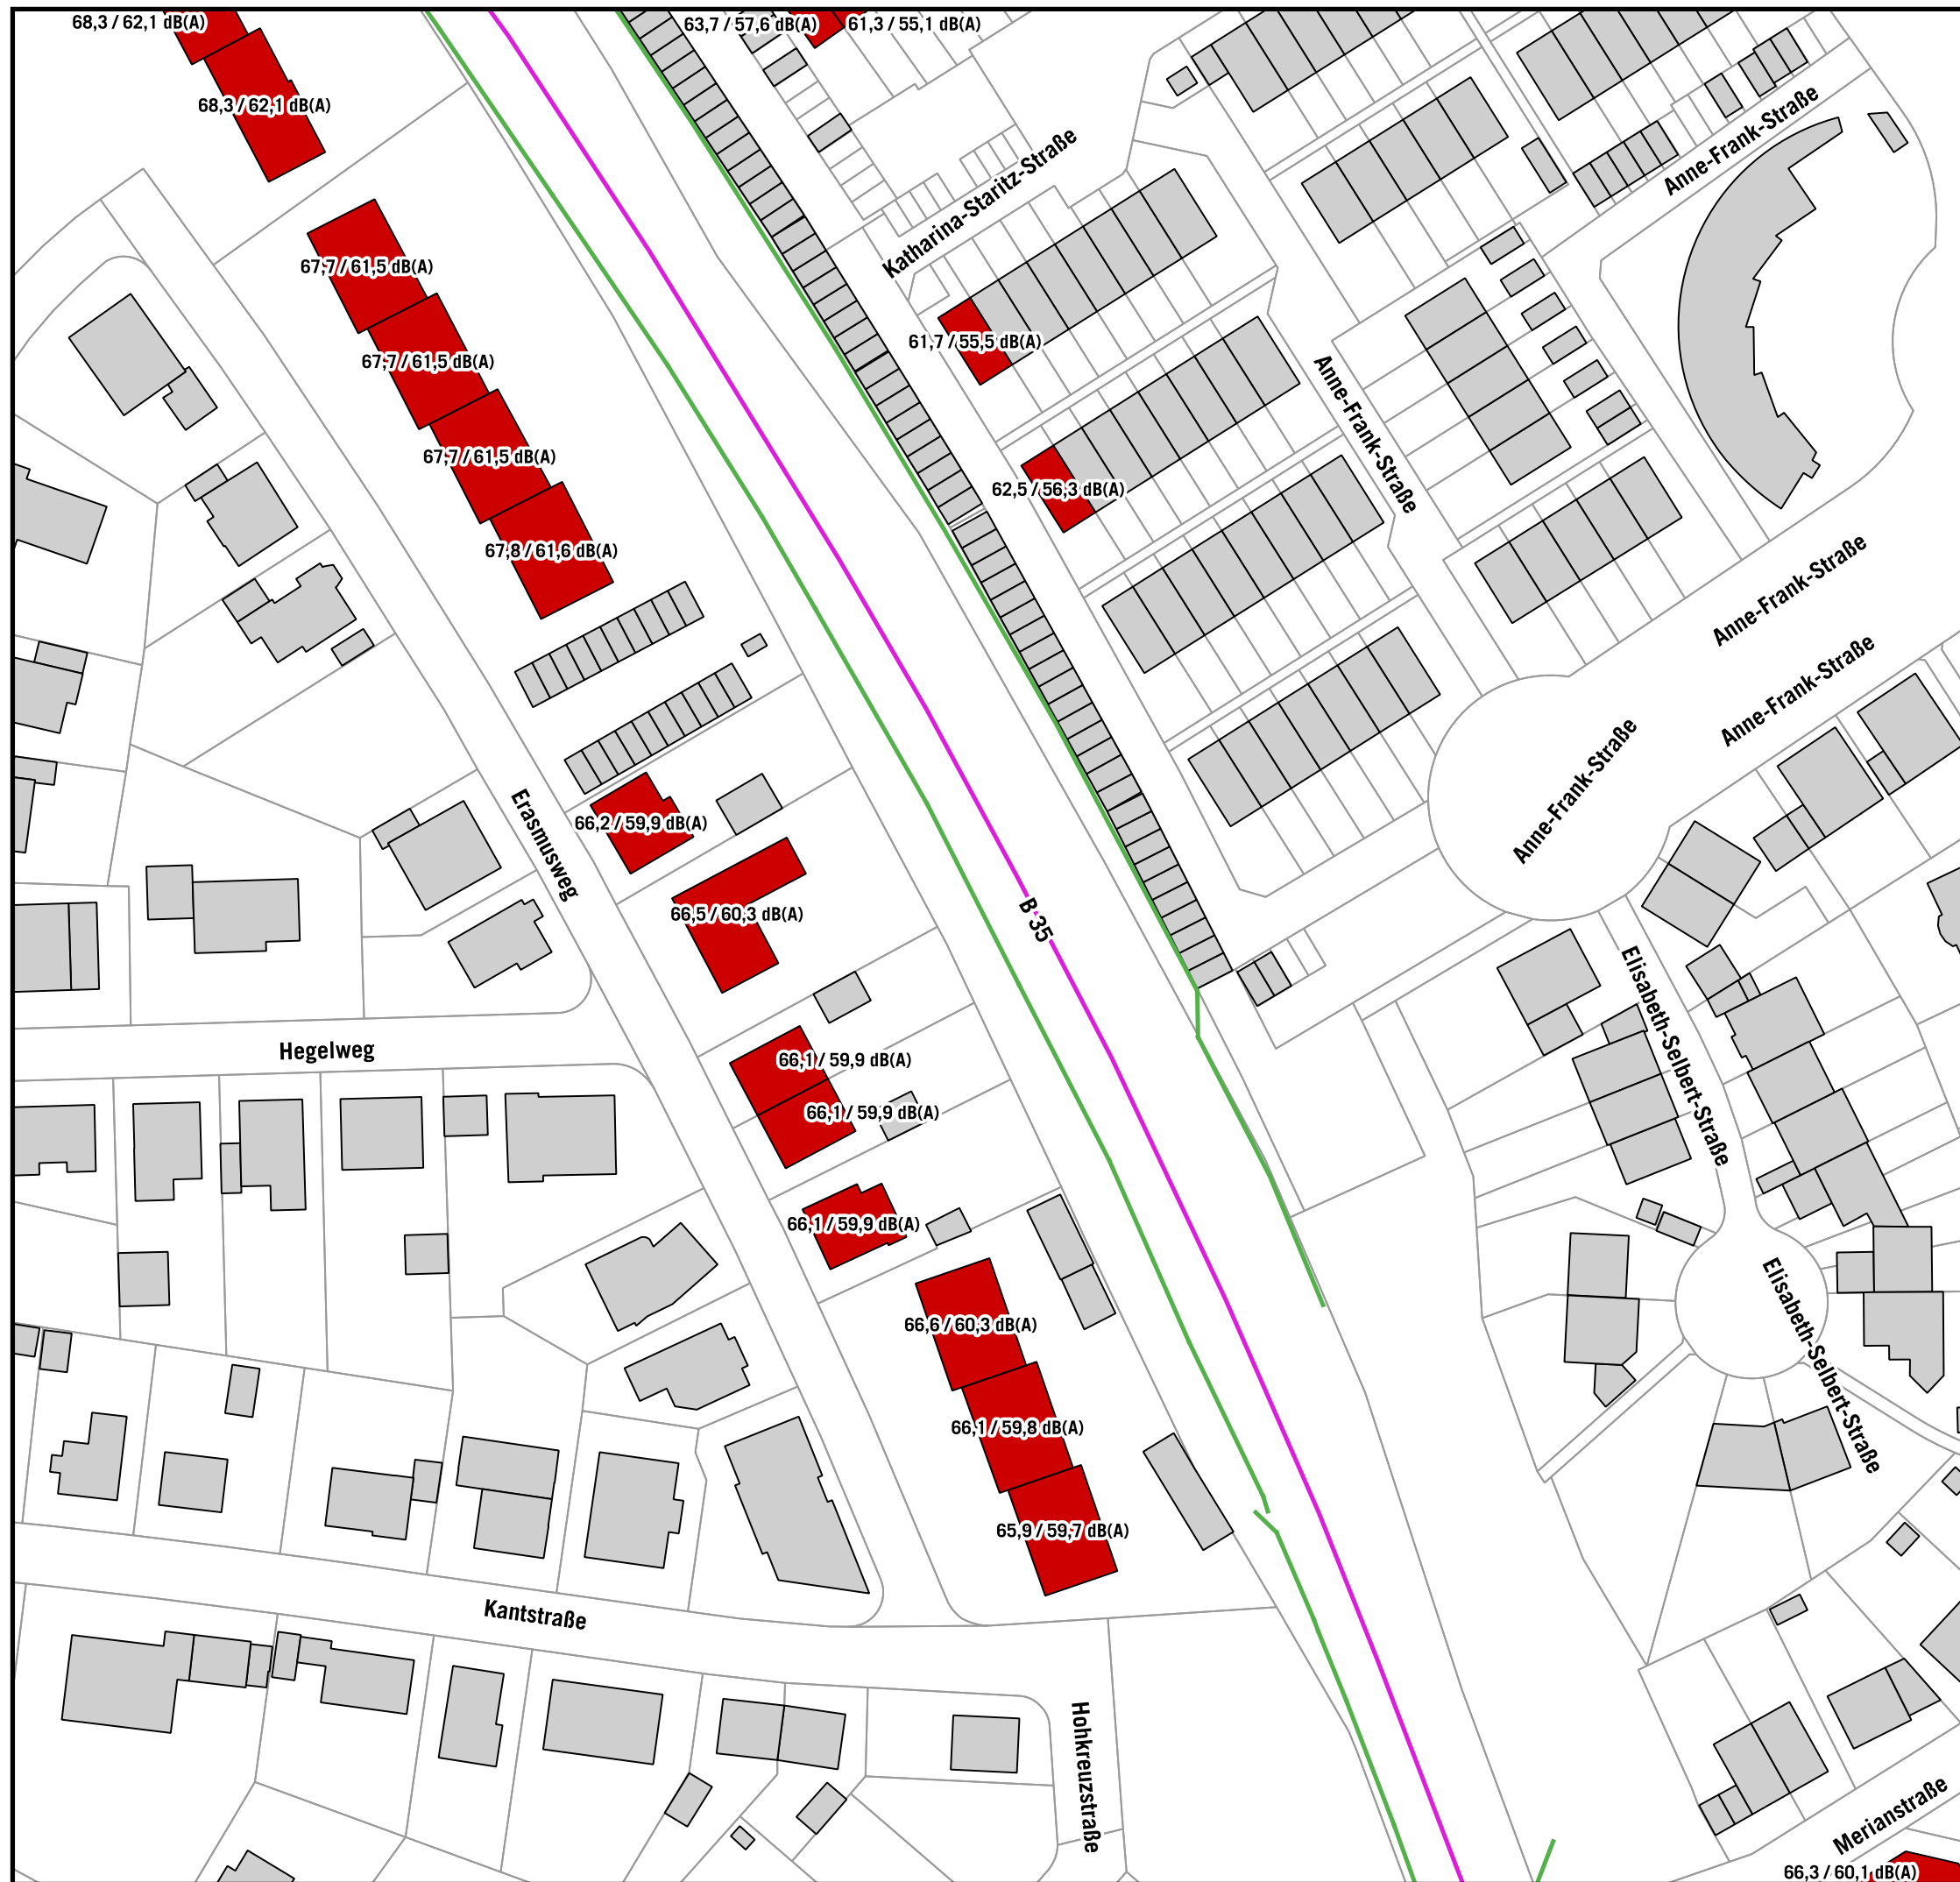 68,3 / 62,1 dB(A)
63,7 / 57,6 dB(A)
61,3 / 55,1 dB(A)
68,3 / 62,1 dB(A)
Anne-Frank-Straße
Katharina-Staritz-Straße
67,7 / 61,5 dB(A)
61,7 / 55,5 dB(A)
67,7 / 61,5 dB(A)
Anne-Frank-Straße
67,7 / 61,5 dB(A)
62,5 / 56,3 dB(A)
67,8 / 61,6 dB(A)
Anne-Frank-Straße
Anne-Frank-Straße
Anne-Frank-Straße
66,2 / 59,9 dB(A)
Erasmusweg
66,5 / 60,3 dB(A)
B 35
Hegelweg
66,1 / 59,9 dB(A)
Elisabeth-Selbert-Straße
66,1 / 59,9 dB(A)
66,1 / 59,9 dB(A)
66,6 / 60,3 dB(A)
Elisabeth-Selbert-Straße
66,1 / 59,8 dB(A)
65,9 / 59,7 dB(A)
Kantstraße
Hohkreuzstraße
Merianstraße
66,3 / 60,1 dB(A)